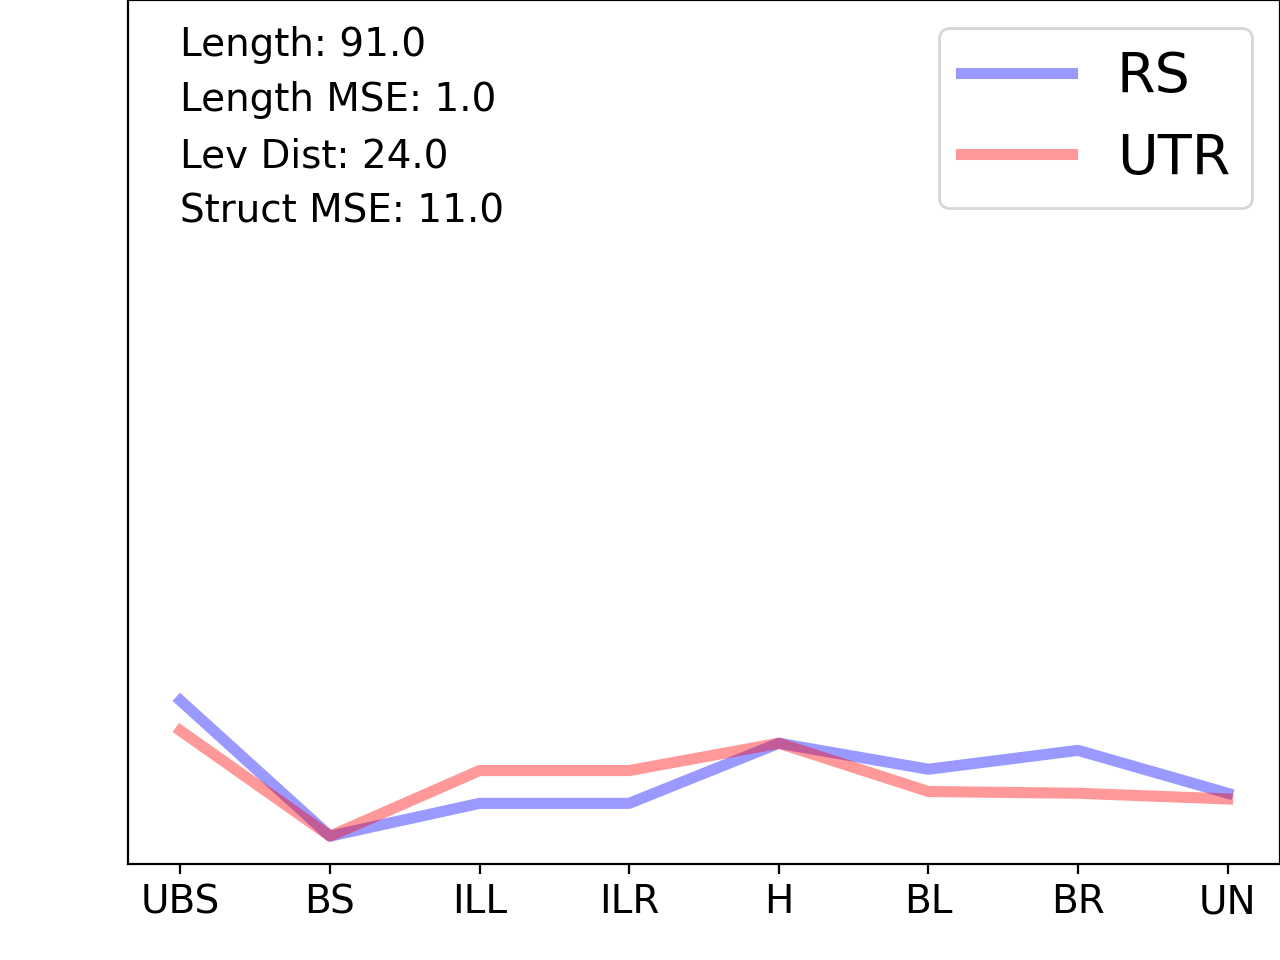 Length: 91.0
Length MSE: 1.0
Lev Dist: 24.0
Struct MSE: 11.0
RS
UTR
UBS BS ILL ILR H BL BR UN